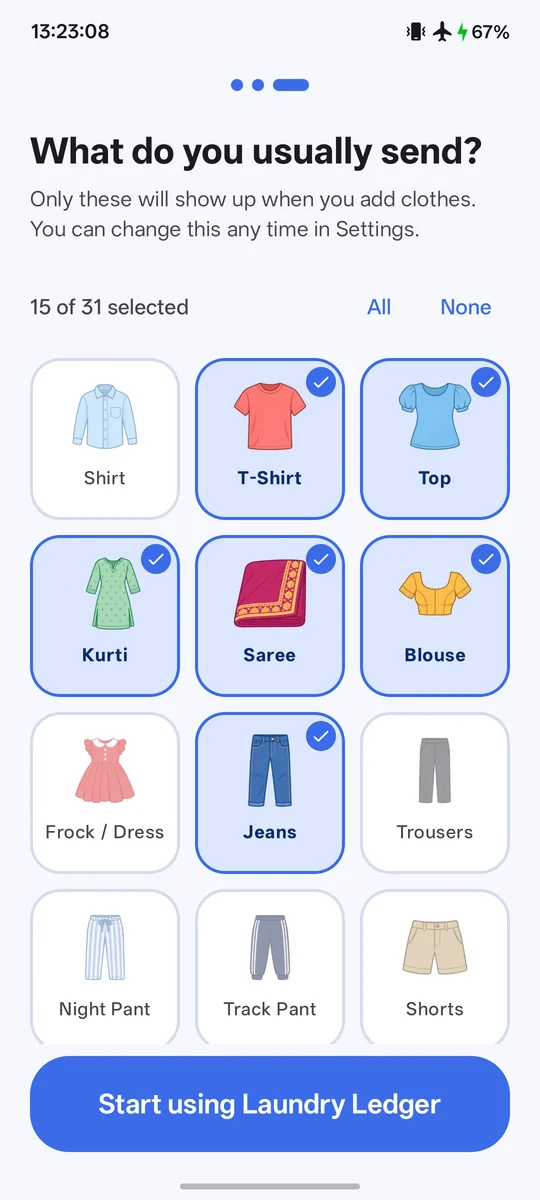 13:23:08
67%
What do you usually send?
Only these will show up when you add clothes.
You can change this any time in Settings.
15 of 31 selected All None
Shirt T-Shirt Top
Kurti Saree Blouse
Frock / Dress Jeans Trousers
Night Pant Track Pant Shorts
Start using Laundry Ledger